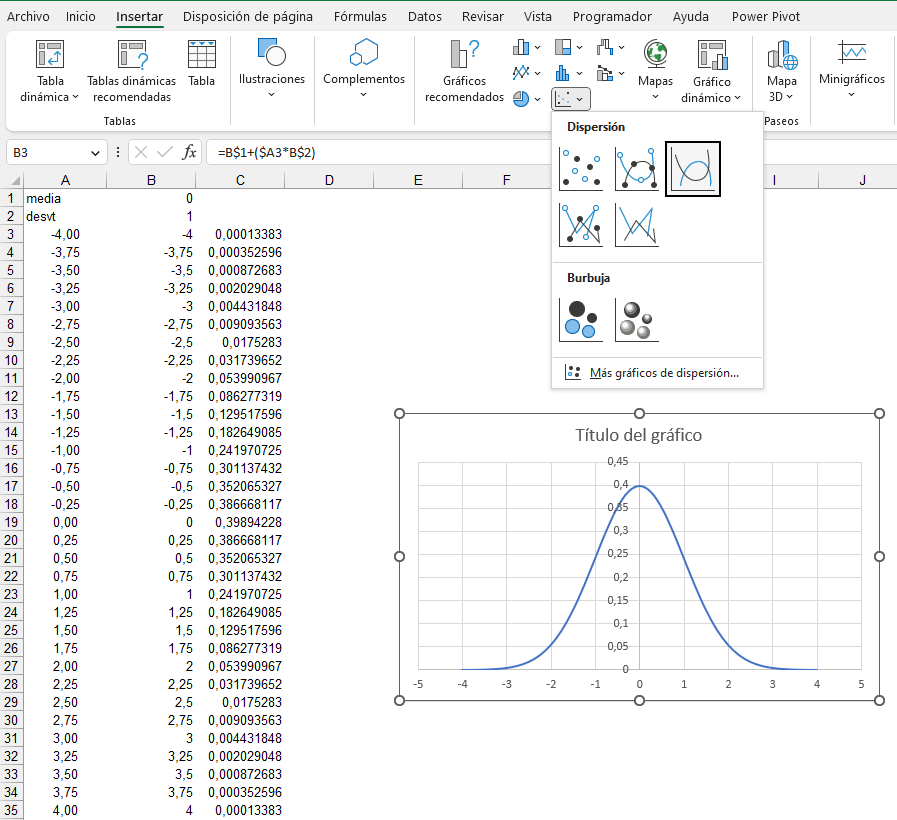 Archivo Inicio Insertar Disposición de página Fórmulas Datos Revisar Vista Programador Ayuda Power Pivot
Tabla dinámica
Tablas dinámicas recomendadas
Tabla
Ilustraciones
Complementos
Gráficos recomendados
Mapas
Gráfico dinámico
Mapa 3D
Minigráficos
Tablas
Paseos
Dispersión
Burbuja
Más gráficos de dispersión...
B3 fx =B$1+($A3*B$2)
A B C D E F I J
1 media 0
2 desvt 1
3 -4,00 -4 0,00013383
4 -3,75 -3,75 0,000352596
5 -3,50 -3,5 0,000872683
6 -3,25 -3,25 0,002029048
7 -3,00 -3 0,004431848
8 -2,75 -2,75 0,009093563
9 -2,50 -2,5 0,0175283
10 -2,25 -2,25 0,031739652
11 -2,00 -2 0,053990967
12 -1,75 -1,75 0,086277319
13 -1,50 -1,5 0,129517596
14 -1,25 -1,25 0,182649085
15 -1,00 -1 0,241970725
16 -0,75 -0,75 0,301137432
17 -0,50 -0,5 0,352065327
18 -0,25 -0,25 0,386668117
19 0,00 0 0,39894228
20 0,25 0,25 0,386668117
21 0,50 0,5 0,352065327
22 0,75 0,75 0,301137432
23 1,00 1 0,241970725
24 1,25 1,25 0,182649085
25 1,50 1,5 0,129517596
26 1,75 1,75 0,086277319
27 2,00 2 0,053990967
28 2,25 2,25 0,031739652
29 2,50 2,5 0,0175283
30 2,75 2,75 0,009093563
31 3,00 3 0,004431848
32 3,25 3,25 0,002029048
33 3,50 3,5 0,000872683
34 3,75 3,75 0,000352596
35 4,00 4 0,00013383
Título del gráfico
0,45
0,4
0,35
0,3
0,25
0,2
0,15
0,1
0,05
0
-5 -4 -3 -2 -1 0 1 2 3 4 5